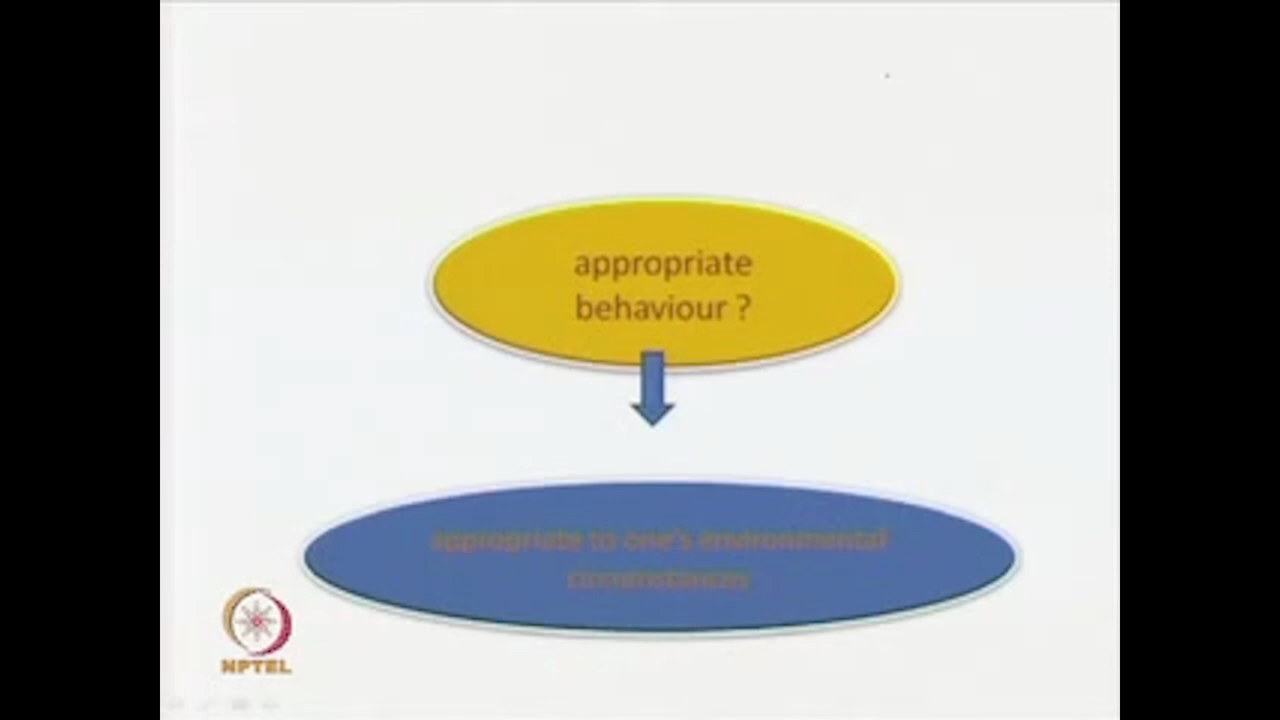 appropriate
behaviour ?
appropriate to one's environmental
circumstances
NPTEL